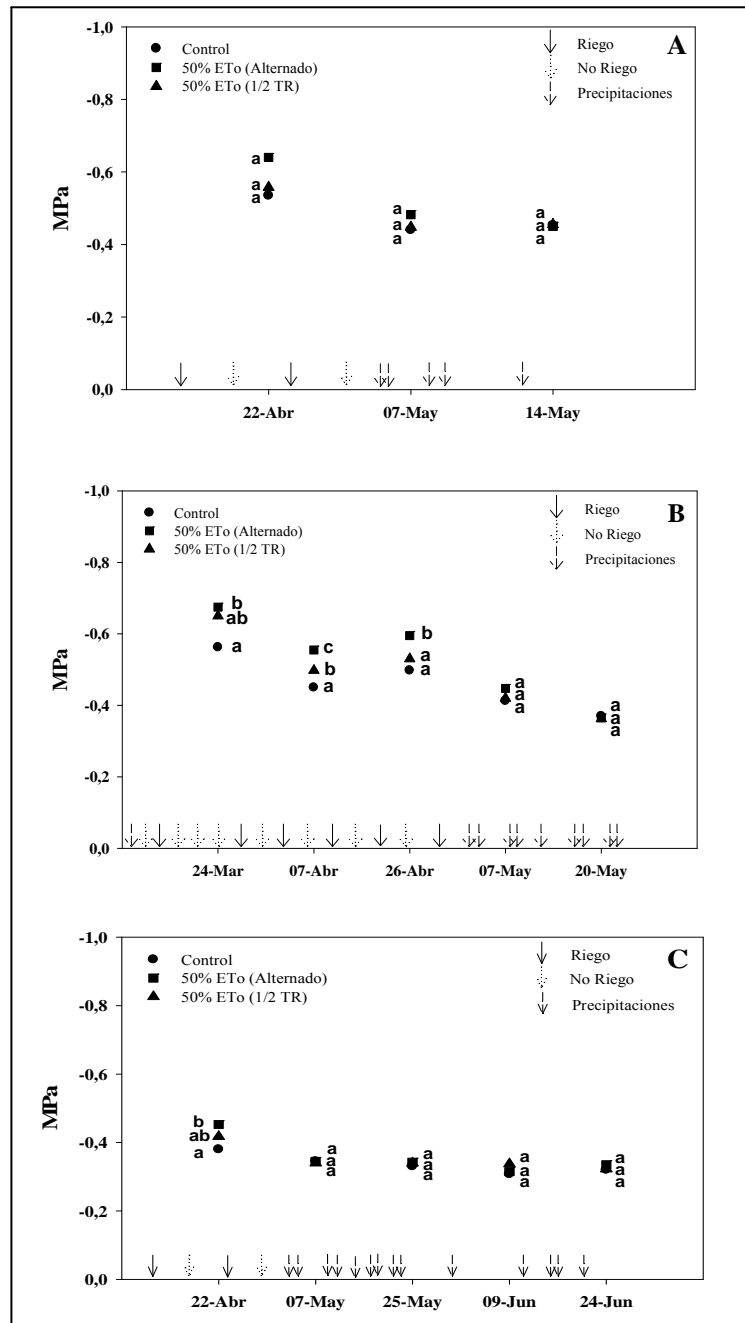 -1,0
Control
50% ETo (Alternado)
50% ETo (1/2 TR)
Riego
No Riego
Precipitaciones
A
-0,8
-0,6
-0,4
-0,2
0,0
MPa
a
a
a
a
a
a
a
a
a
22-Abr
07-May
14-May
-1,0
Control
50% ETo (Alternado)
50% ETo (1/2 TR)
Riego
No Riego
Precipitaciones
B
-0,8
-0,6
-0,4
-0,2
0,0
MPa
b
ab
a
c
b
a
b
a
a
a
a
a
a
a
a
24-Mar
07-Abr
26-Abr
07-May
20-May
-1,0
Control
50% ETo (Alternado)
50% ETo (1/2 TR)
Riego
No Riego
Precipitaciones
C
-0,8
-0,6
-0,4
-0,2
0,0
MPa
b
ab
a
a
a
a
a
a
a
a
a
a
a
a
a
22-Abr
07-May
25-May
09-Jun
24-Jun